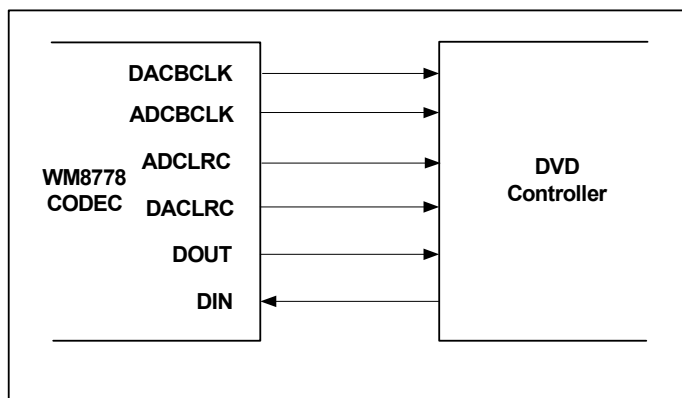 DACBCLK
ADCBCLK
ADCLRC
WM8778
CODEC
DACLRC
DOUT
DIN
DVD
Controller